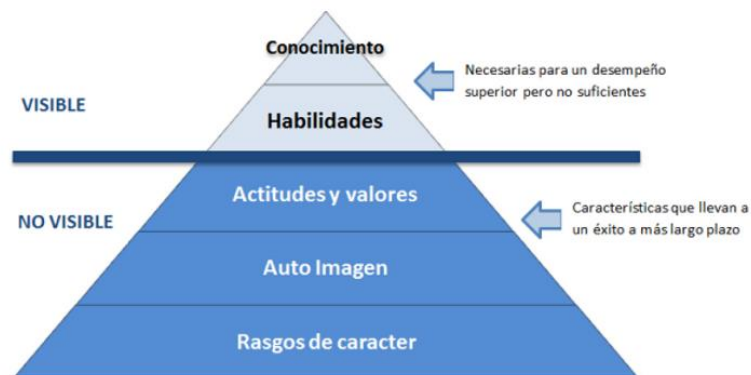 Conocimiento
Necesarias para un desempeño
superior pero no suficientes
VISIBLE
Habilidades
Actitudes y valores
Características que llevan a
un éxito a más largo plazo
NO VISIBLE
Auto Imagen
Rasgos de caracter